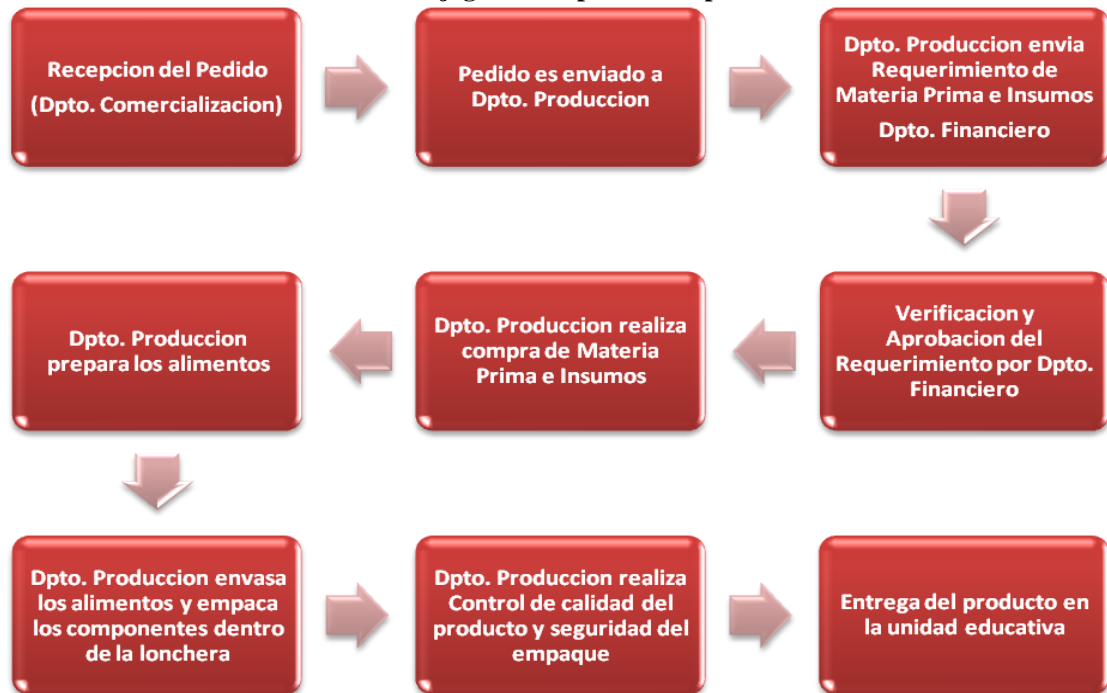 Recepcion del Pedido
(Dpto. Comercializacion)
Pedido es enviado a
Dpto. Produccion
Dpto. Produccion envia
Requerimiento de
Materia Prima e Insumos
Dpto. Financiero
Verificacion y
Aprobacion del
Requerimiento por Dpto.
Financiero
Dpto. Produccion realiza
compra de Materia
Prima e Insumos
Dpto. Produccion
prepara los alimentos
Dpto. Produccion envasa
los alimentos y empaca
los componentes dentro
de la lonchera
Dpto. Produccion realiza
Control de calidad del
producto y seguridad del
empaque
Entrega del producto en
la unidad educativa